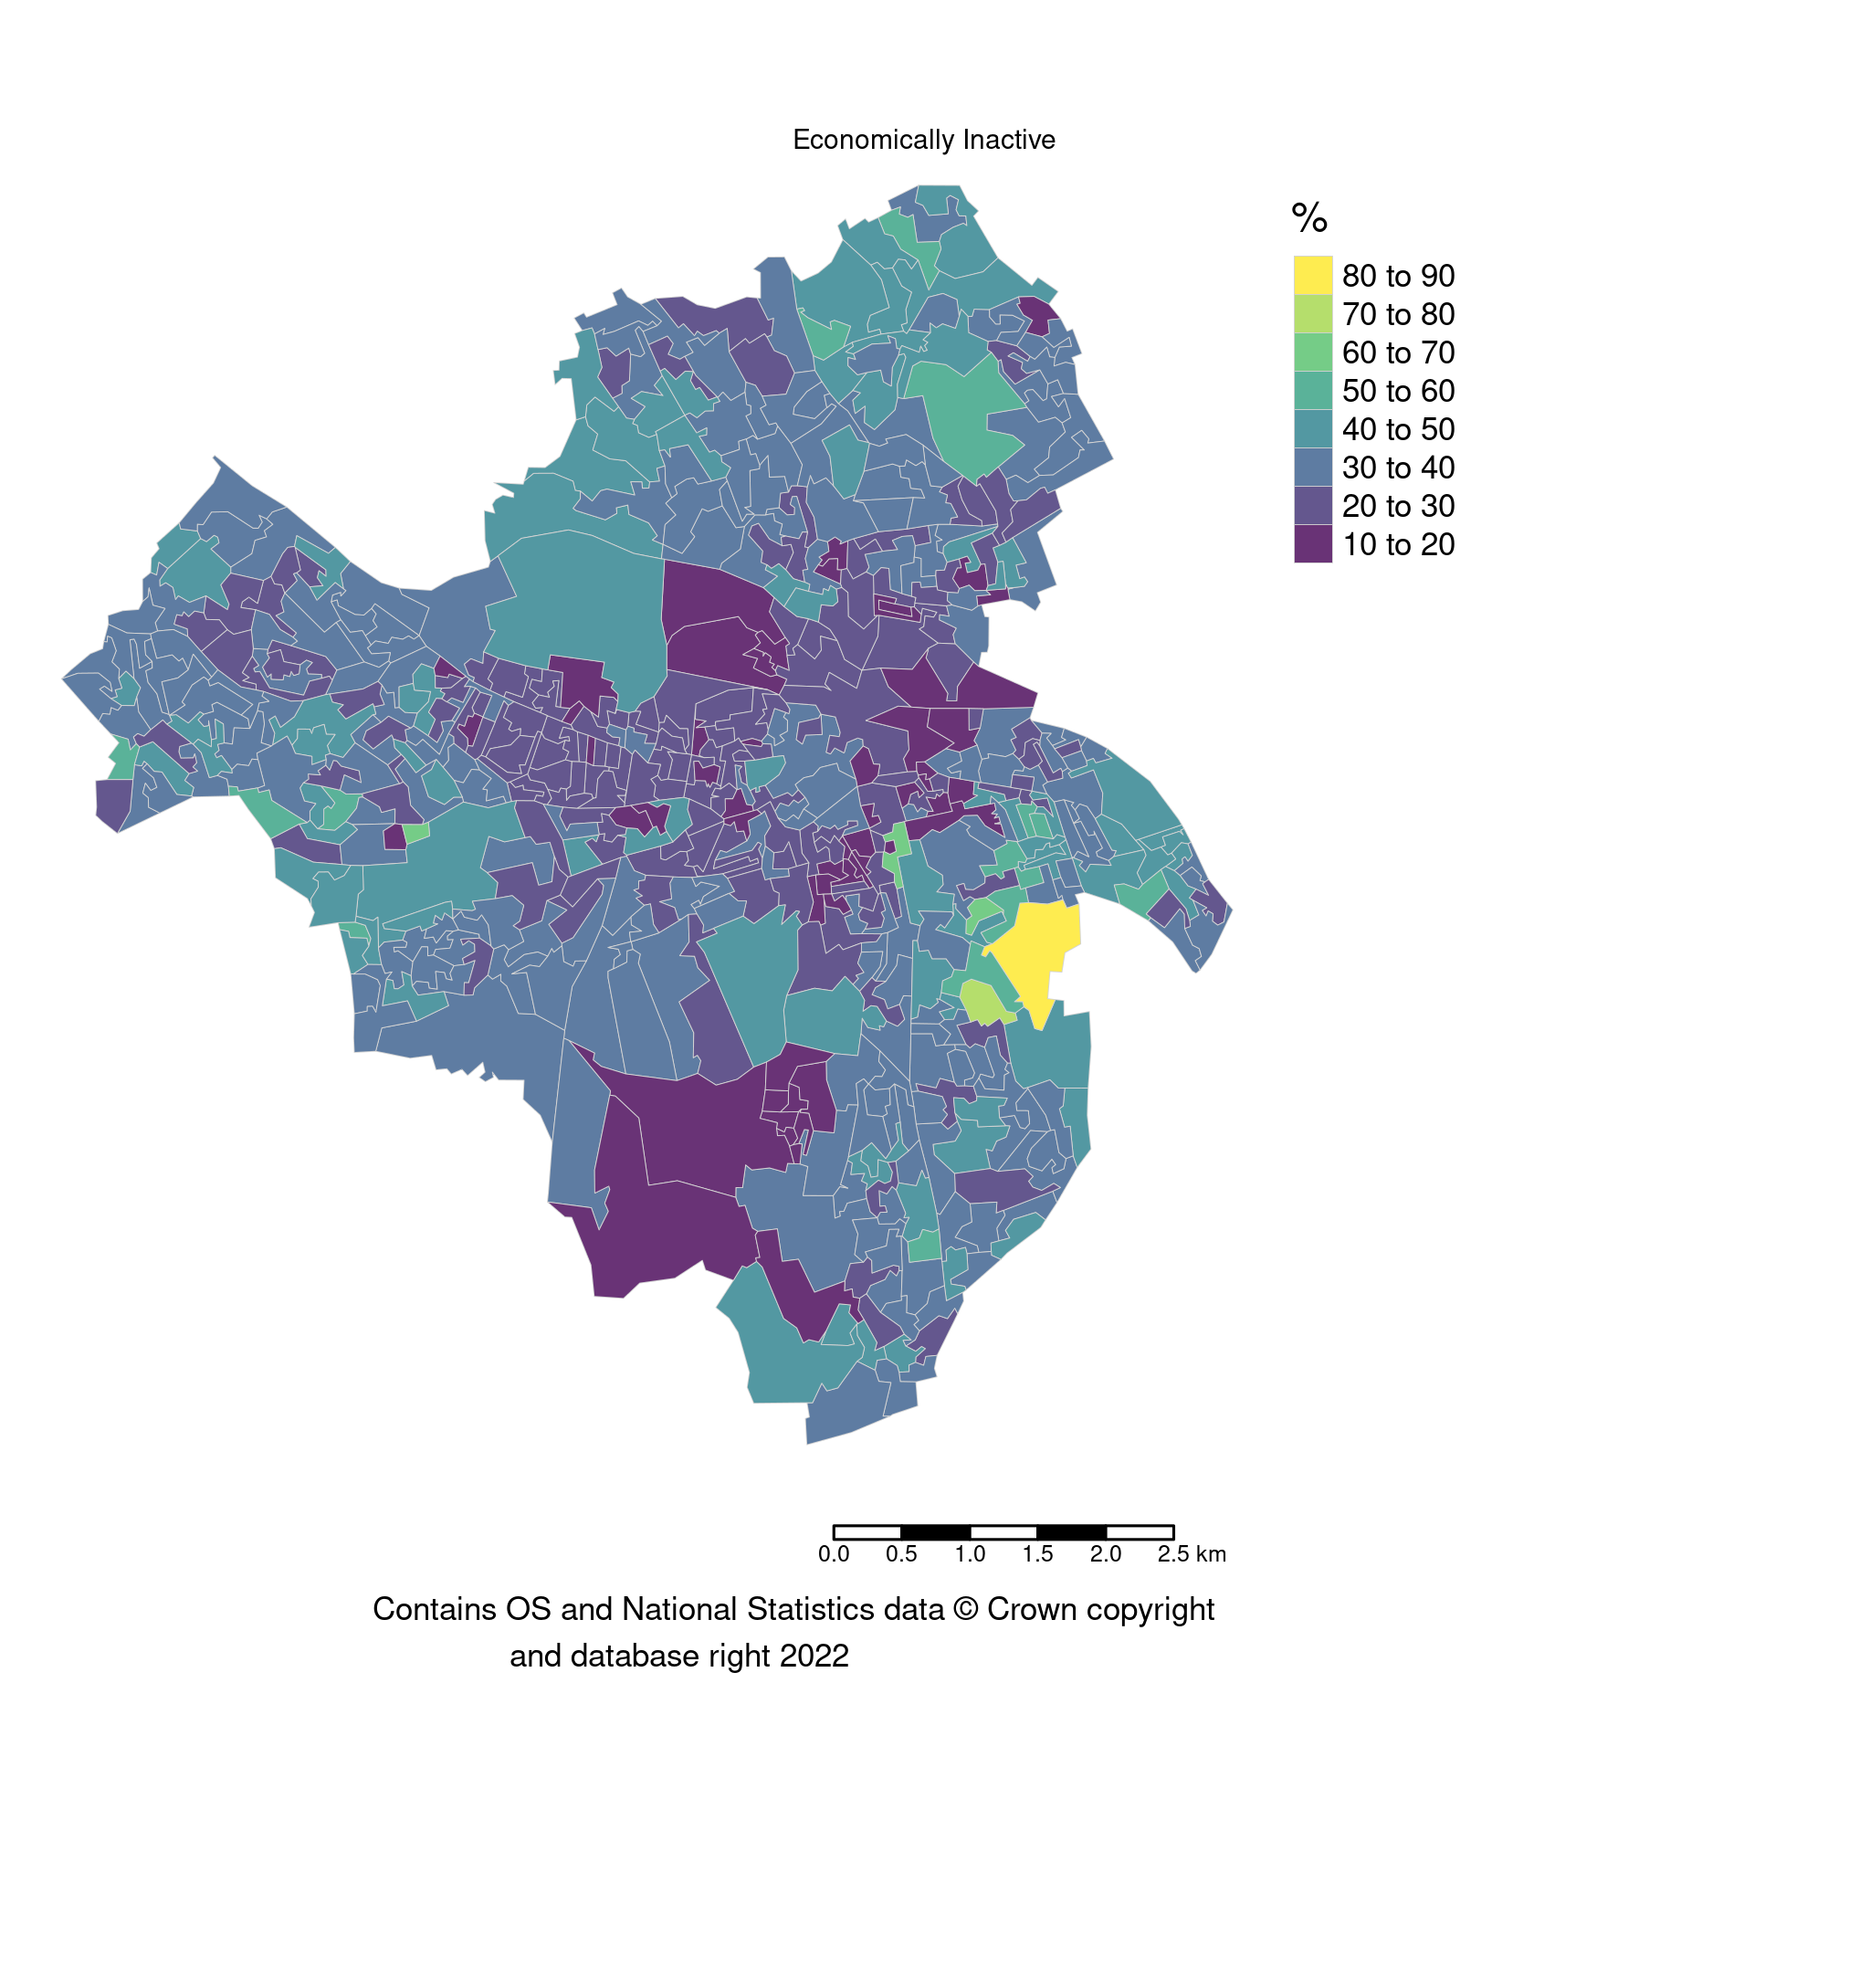 Economically Inactive
%
80 to 90
70 to 80
60 to 70
50 to 60
40 to 50
30 to 40
20 to 30
10 to 20
0.0 0.5 1.0 1.5 2.0 2.5 km
Contains OS and National Statistics data © Crown copyright
and database right 2022